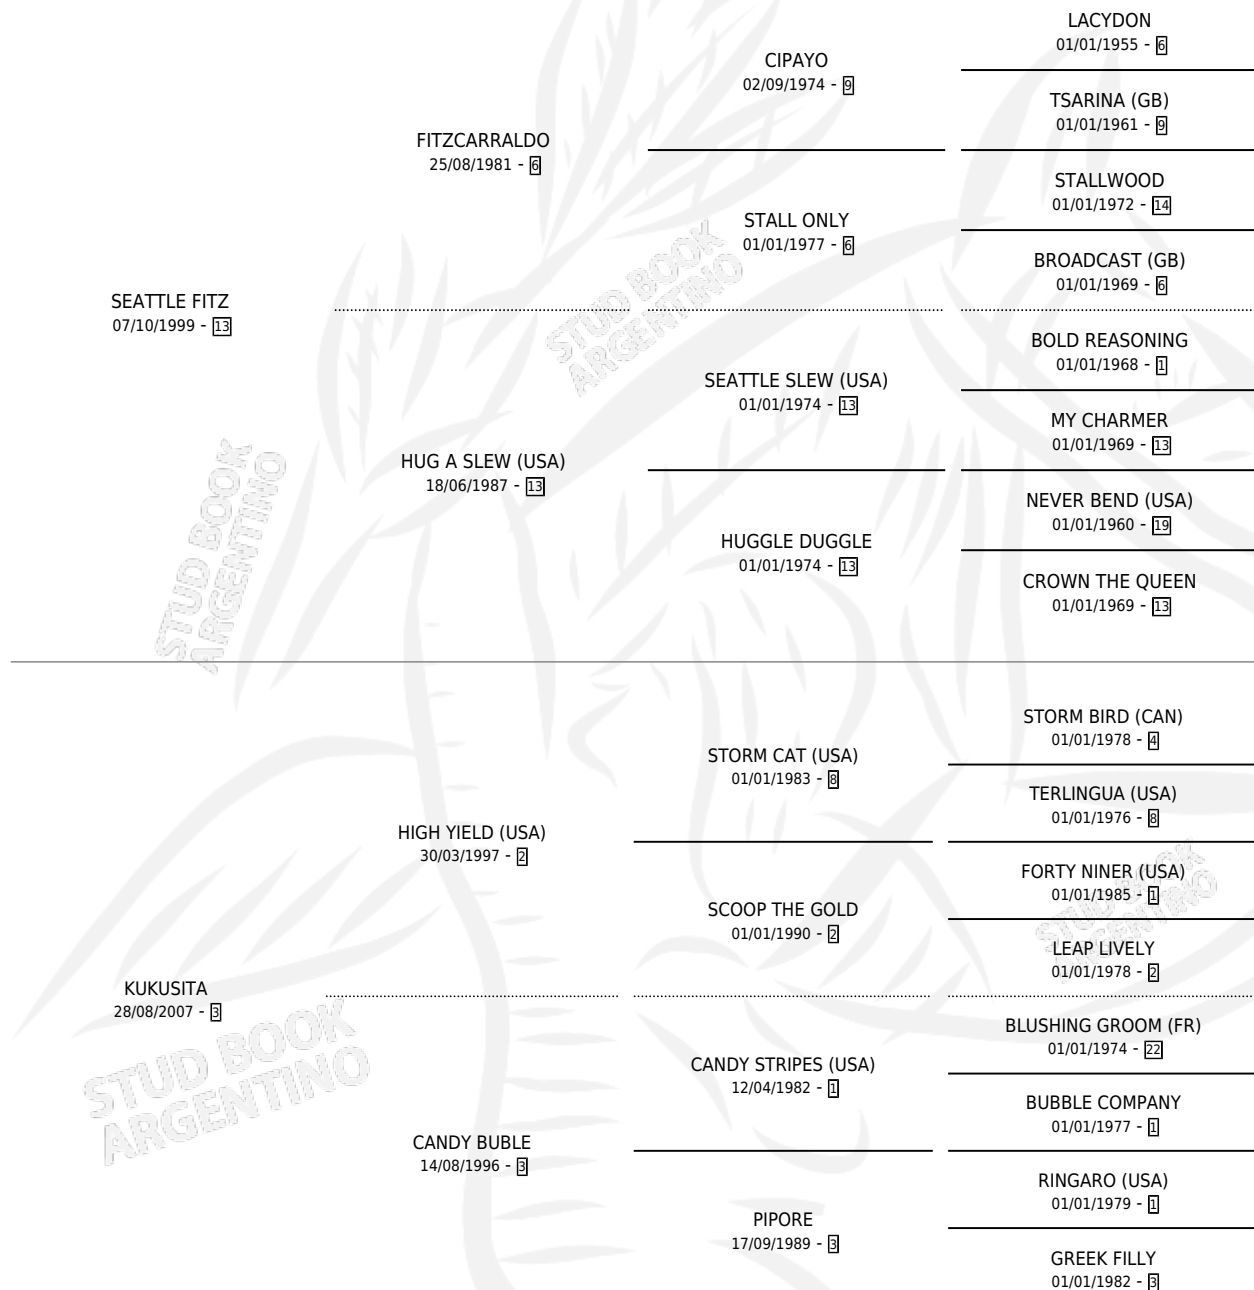 LACYDON
01/01/1955 - 6
CIPAYO
02/09/1974 - 9
TSARINA (GB)
01/01/1961 - 9
FITZCARRALDO
25/08/1981 - 6
STALLWOOD
01/01/1972 - 14
STALL ONLY
01/01/1977 - 6
BROADCAST (GB)
01/01/1969 - 6
SEATTLE FITZ
07/10/1999 - 13
BOLD REASONING
01/01/1968 - 1
SEATTLE SLEW (USA)
01/01/1974 - 13
MY CHARMER
01/01/1969 - 13
HUG A SLEW (USA)
18/06/1987 - 13
NEVER BEND (USA)
01/01/1960 - 19
HUGGLE DUGGLE
01/01/1974 - 13
CROWN THE QUEEN
01/01/1969 - 13
STORM BIRD (CAN)
01/01/1978 - 4
STORM CAT (USA)
01/01/1983 - 8
TERLINGUA (USA)
01/01/1976 - 8
HIGH YIELD (USA)
30/03/1997 - 2
FORTY NINER (USA)
01/01/1985 - 1
SCOOP THE GOLD
01/01/1990 - 2
LEAP LIVELY
01/01/1978 - 2
KUKUSITA
28/08/2007 - 3
BLUSHING GROOM (FR)
01/01/1974 - 22
CANDY STRIPES (USA)
12/04/1982 - 1
BUBBLE COMPANY
01/01/1977 - 1
CANDY BUBLE
14/08/1996 - 3
RINGARO (USA)
01/01/1979 - 1
PIPORE
17/09/1989 - 3
GREEK FILLY
01/01/1982 - 3
STUD BOOK
ARGENTINO
STUD BOOK
ARGENTINO
STUD BOOK
ARGENTINO
STUD BOOK
ARGENTINO